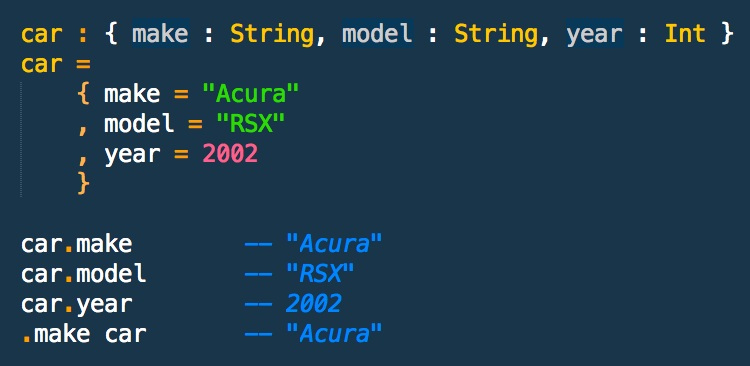 car : { make : String, model : String, year : Int }
car =
    { make = "Acura"
    , model = "RSX"
    , year = 2002
    }

car.make        -- "Acura"
car.model       -- "RSX"
car.year        -- 2002
.make car       -- "Acura"